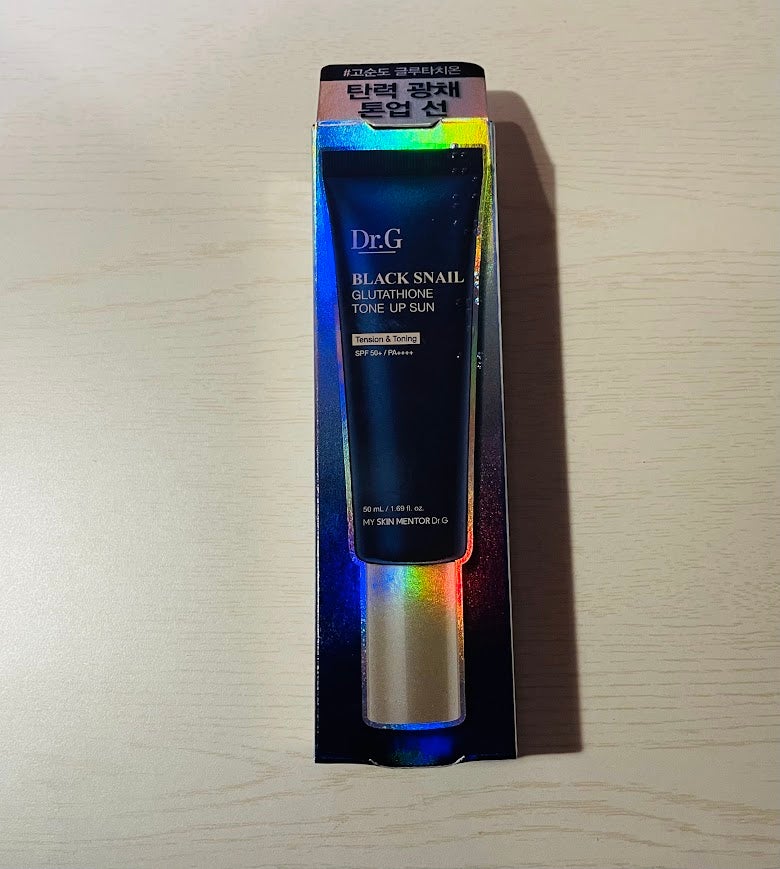 #고순도 글루타치온
탄력 광채
톤업 선
Dr.G
BLACK SNAIL
GLUTATHIONE
TONE UP SUN
Tension & Toning
SPF 50+ / PA++++
50 mL / 1.69 fl. oz.
MY SKIN MENTOR Dr.G